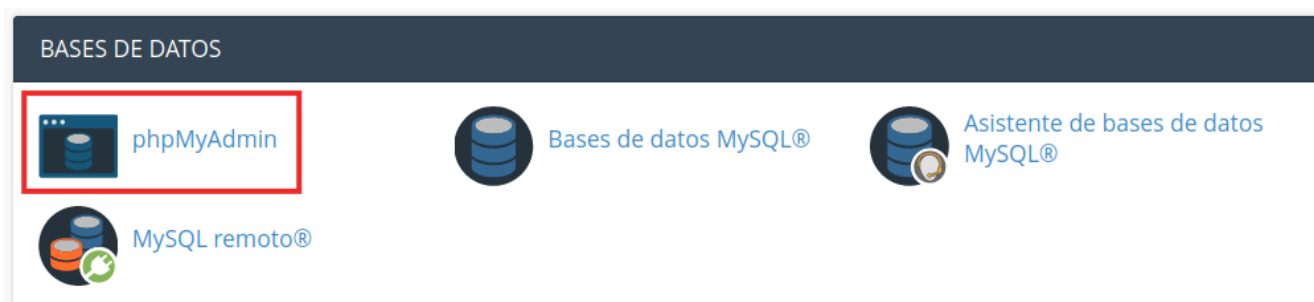 BASES DE DATOS
phpMyAdmin
Bases de datos MySQL®
Asistente de bases de datos
MySQL®
MySQL remoto®